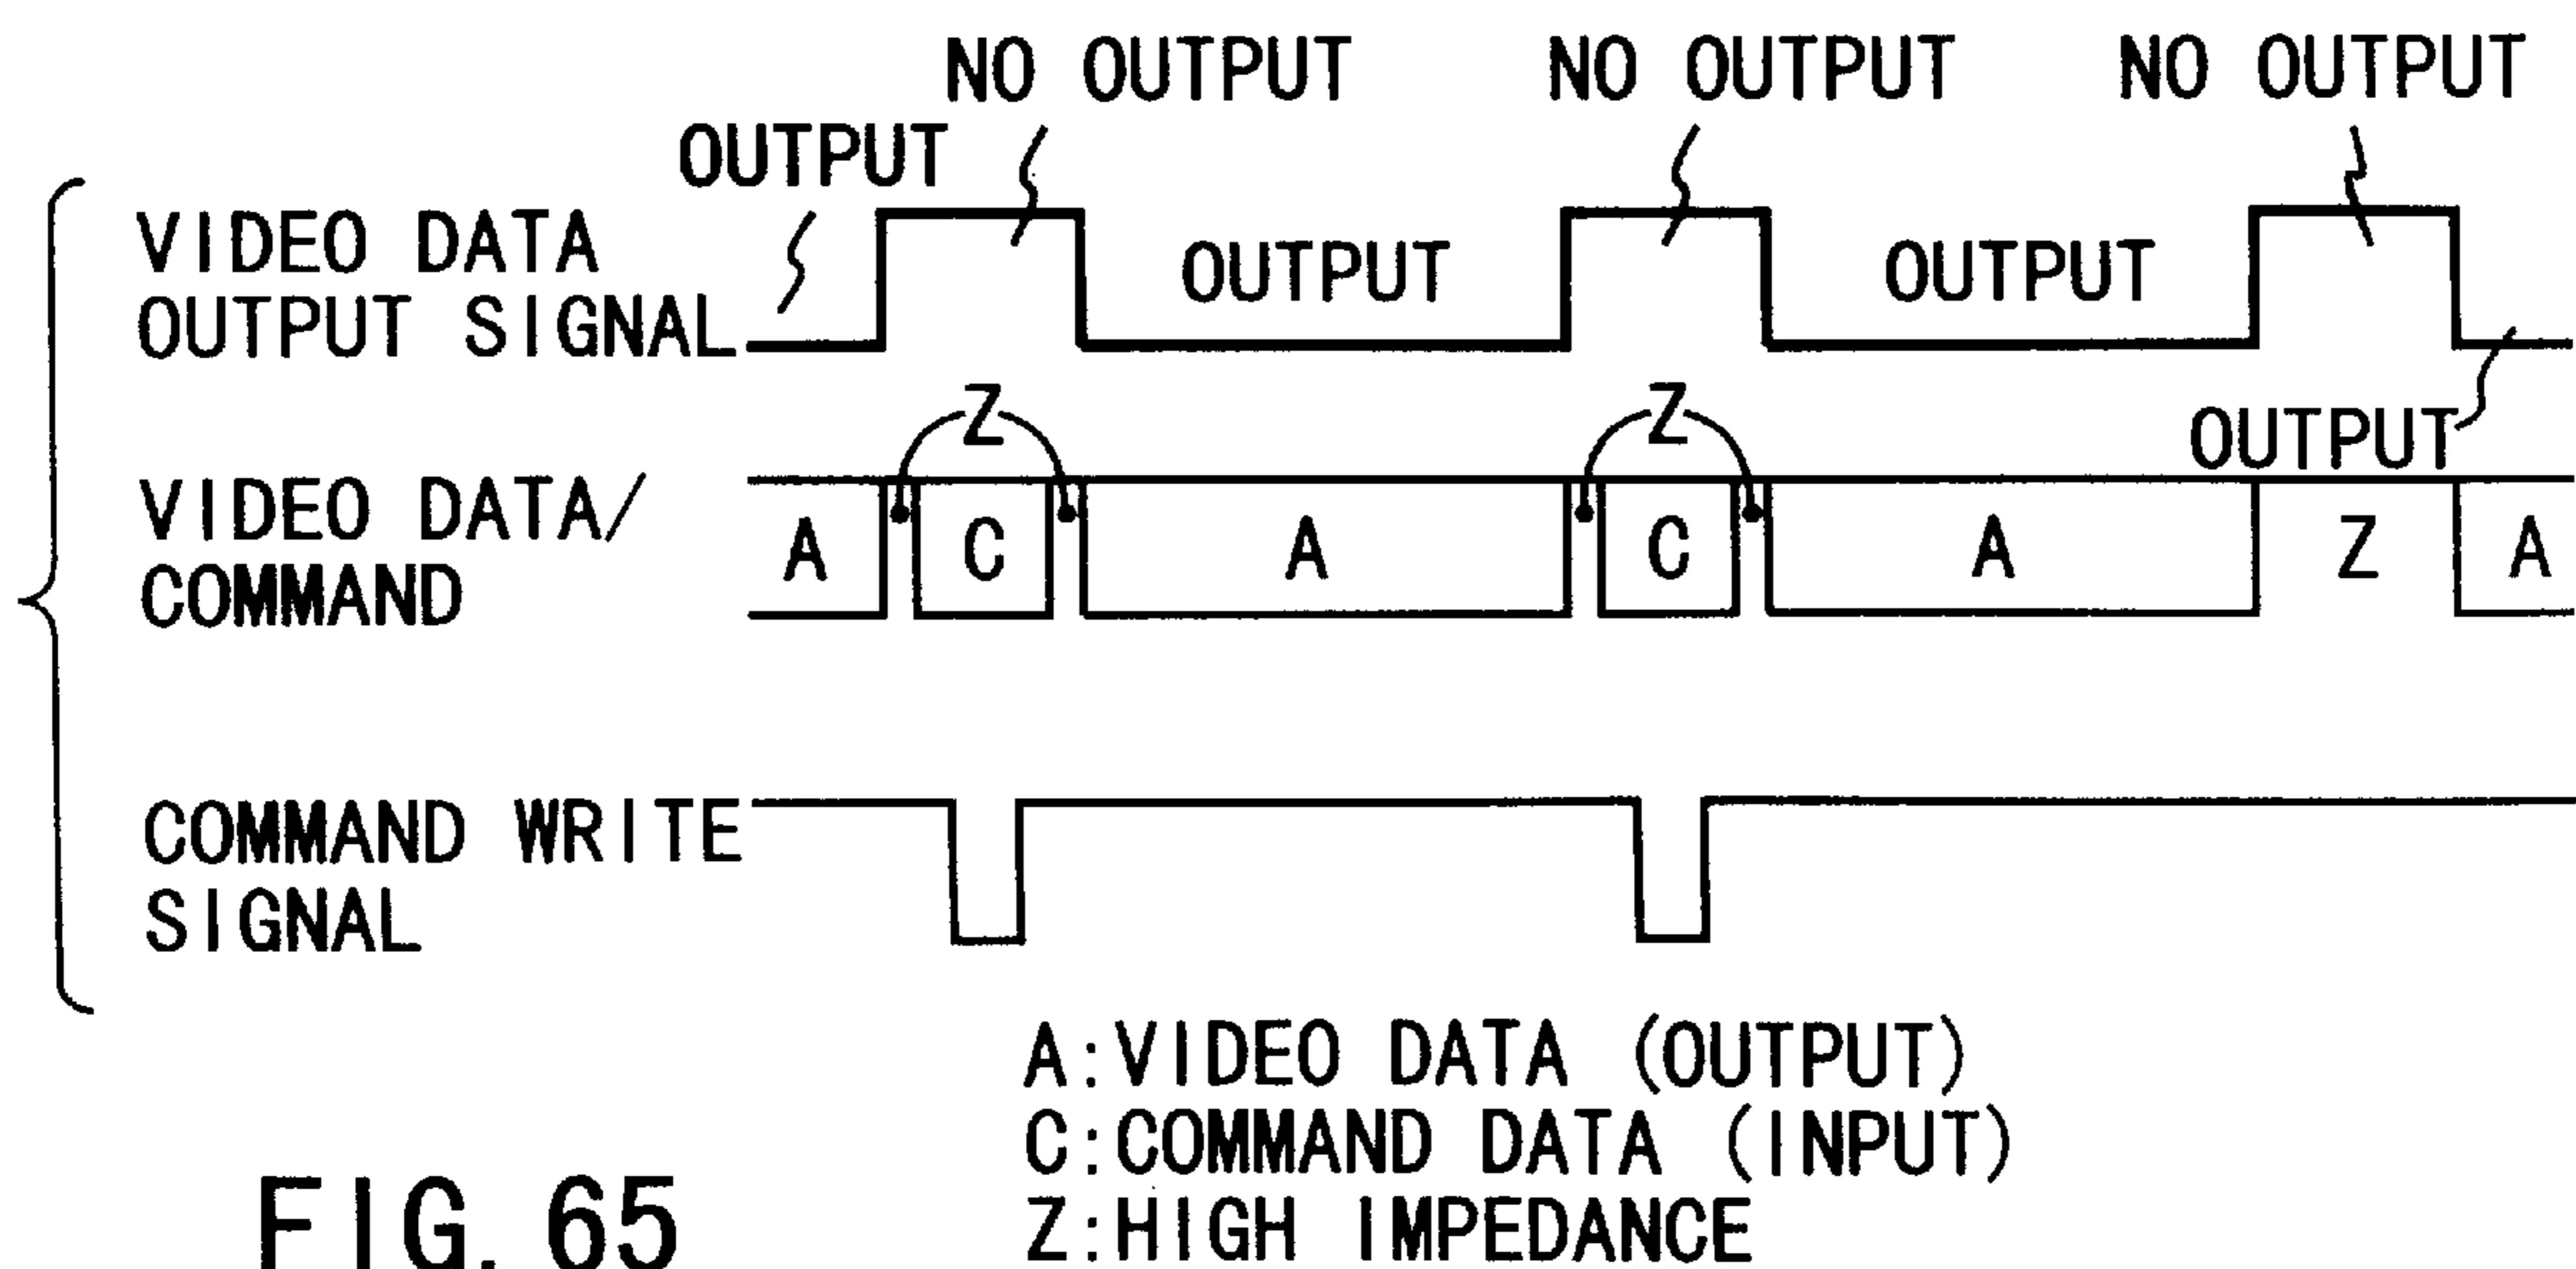 NO OUTPUT NO OUTPUT NO OUTPUT
OUTPUT
VIDEO DATA
OUTPUT SIGNAL
OUTPUT OUTPUT
Z Z
OUTPUT
VIDEO DATA/
COMMAND
A C A C A Z A
COMMAND WRITE
SIGNAL
A:VIDEO DATA (OUTPUT)
C:COMMAND DATA (INPUT)
Z:HIGH IMPEDANCE
FIG. 65